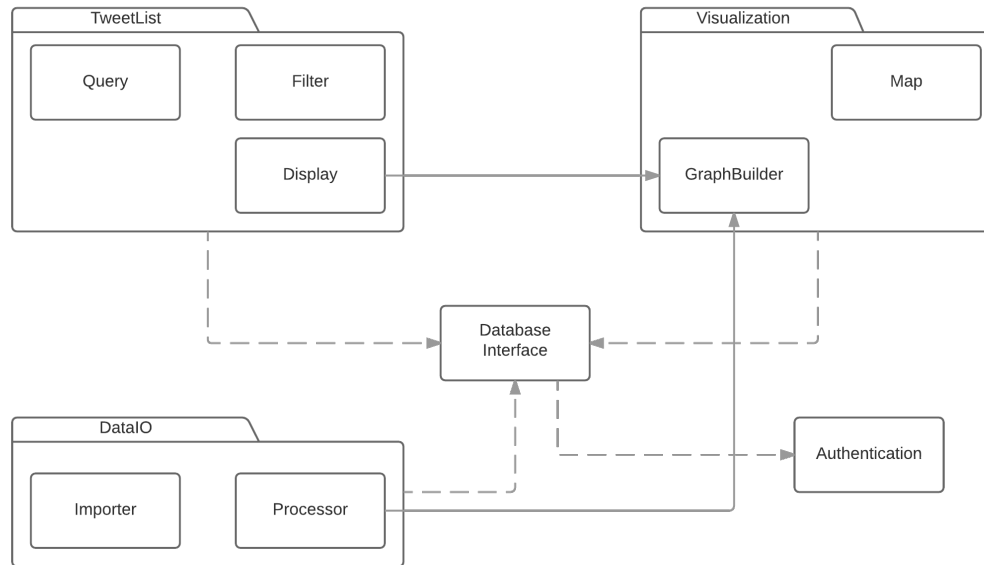 TweetList
Visualization
Query
Filter
Map
Display
GraphBuilder
Database
Interface
DataIO
Authentication
Importer
Processor